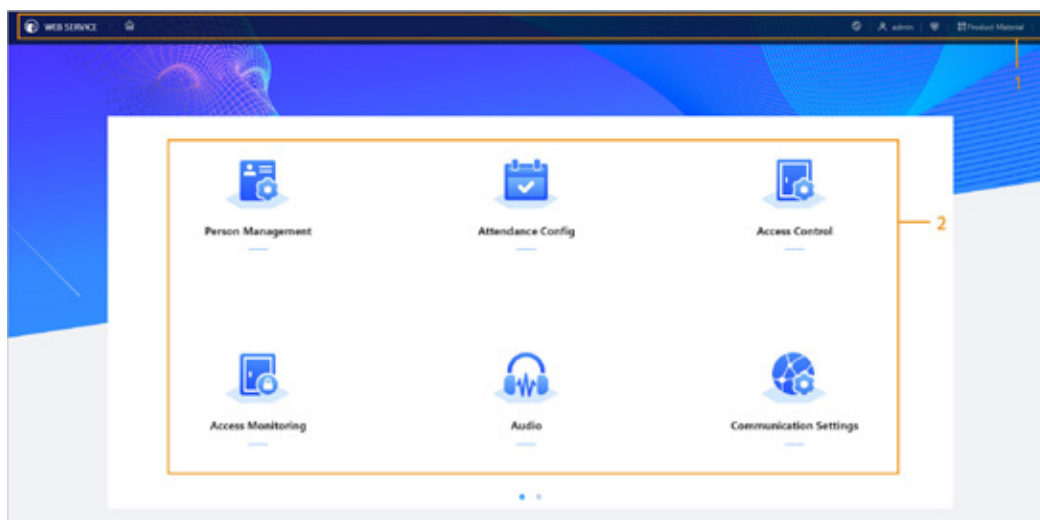 WEB SERVICE
admin
Product Material
1
Person Management
Attendance Config
Access Control
2
Access Monitoring
Audio
Communication Settings